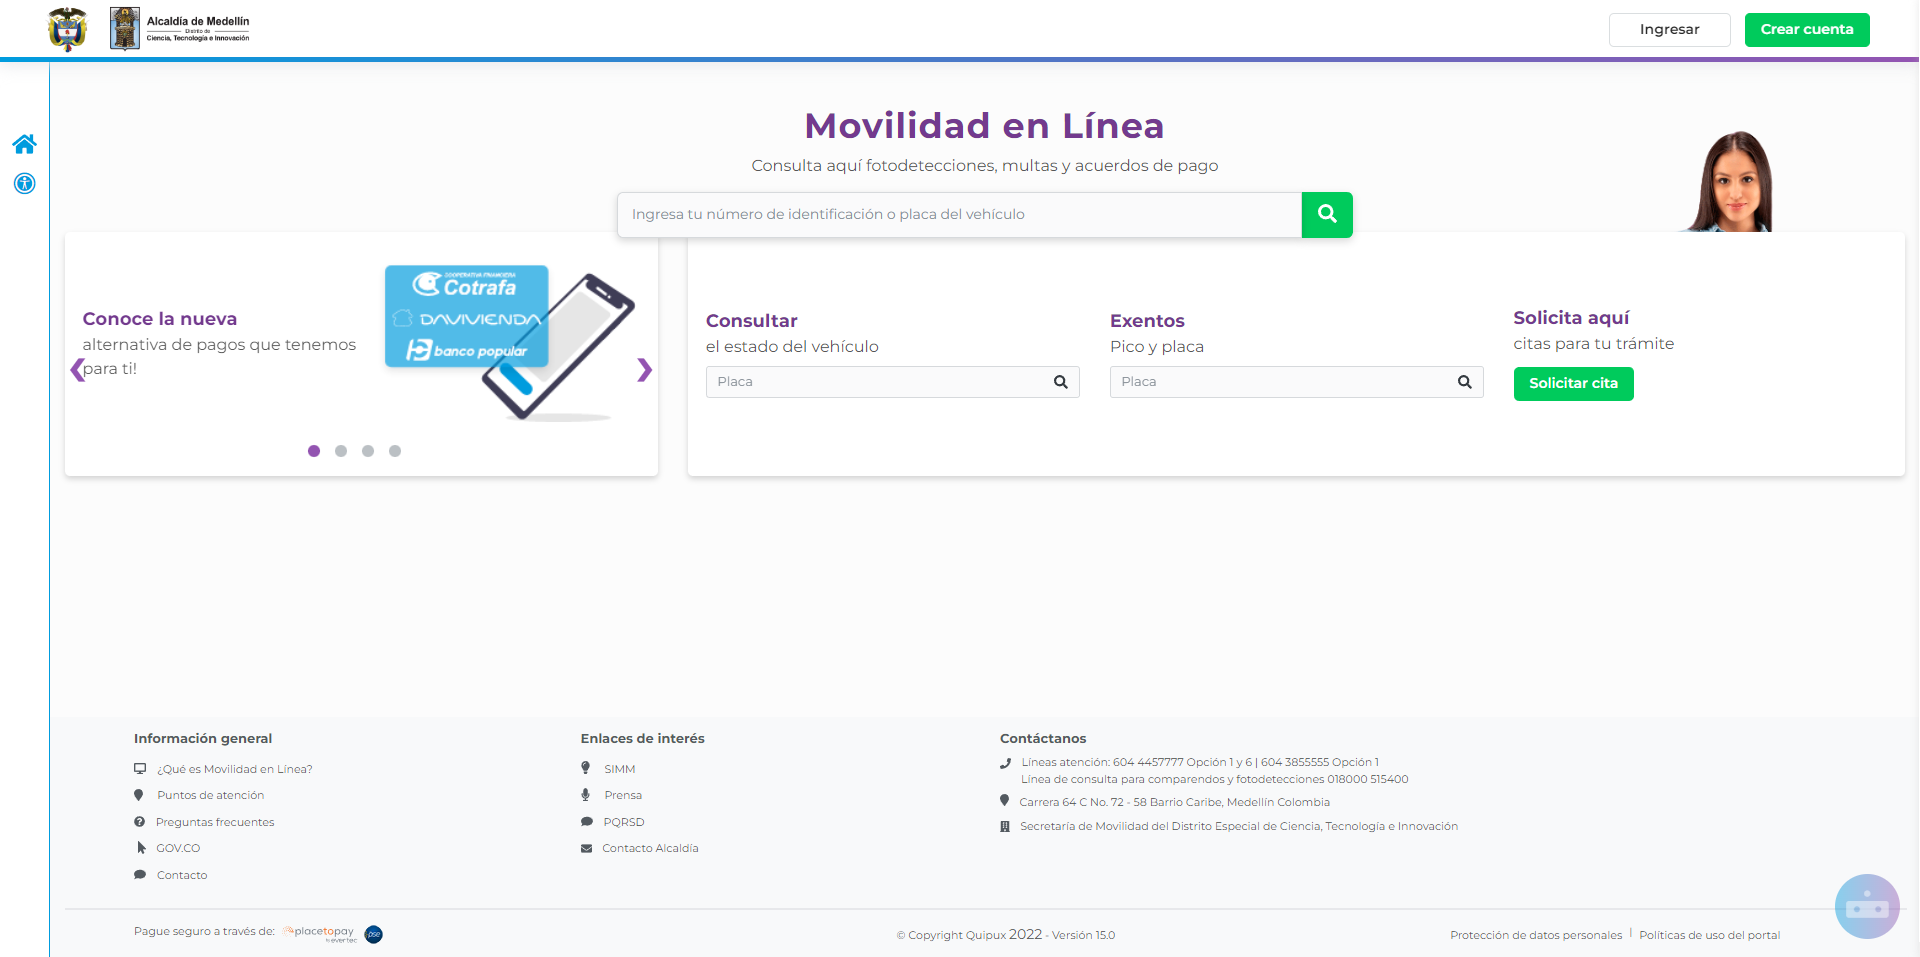 Alcaldía de Medellín
Distrito de
Ciencia, Tecnología e Innovación
Ingresar
Crear cuenta
Movilidad en Línea
Consulta aquí fotodetecciones, multas y acuerdos de pago
Ingresa tu número de identificación o placa del vehículo
Conoce la nueva
alternativa de pagos que tenemos
para ti!
COOPERATIVA FINANCIERA
Cotrafa
DAVIVIENDA
banco popular
Consultar
el estado del vehículo
Placa
Exentos
Pico y placa
Placa
Solicita aquí
citas para tu trámite
Solicitar cita
Información general
¿Qué es Movilidad en Línea?
Puntos de atención
Preguntas frecuentes
GOV.CO
Contacto
Enlaces de interés
SIMM
Prensa
PQRSD
Contacto Alcaldía
Contáctanos
Líneas atención: 604 4457777 Opción 1 y 6 | 604 3855555 Opción 1
Línea de consulta para comparendos y fotodetecciones 018000 515400
Carrera 64 C No. 72 - 58 Barrio Caribe, Medellín Colombia
Secretaría de Movilidad del Distrito Especial de Ciencia, Tecnología e Innovación
Pague seguro a través de:
placetopay
by evertec
pse
© Copyright Quipux 2022 - Versión 15.0
Protección de datos personales | Políticas de uso del portal